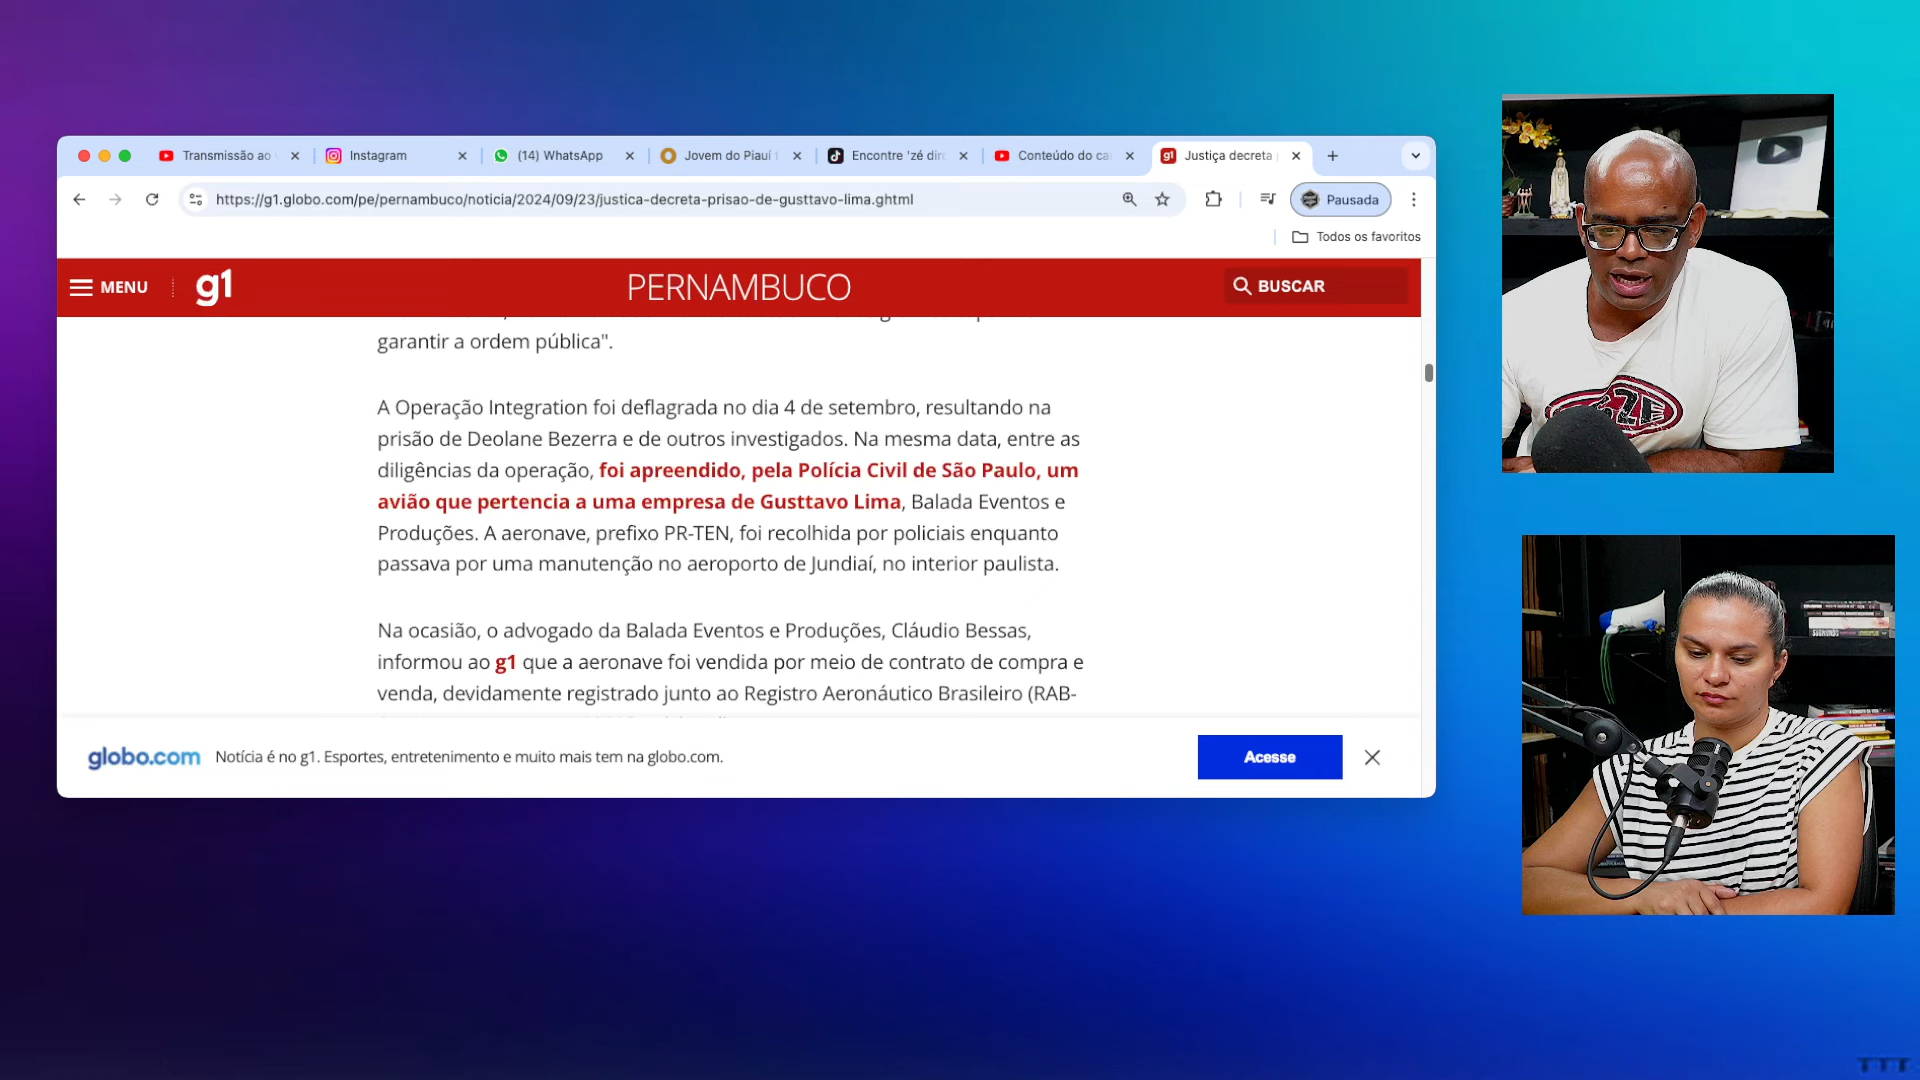 Transmissão ao
Instagram
(14) WhatsApp
Jovem do Piauí
Encontre 'zé dir
Conteúdo do ca
Justiça decreta
https://g1.globo.com/pe/pernambuco/noticia/2024/09/23/justica-decreta-prisao-de-gusttavo-lima.ghtml
Pausada
Todos os favoritos
MENU
g1
PERNAMBUCO
BUSCAR
garantir a ordem pública".
A Operação Integration foi deflagrada no dia 4 de setembro, resultando na
prisão de Deolane Bezerra e de outros investigados. Na mesma data, entre as
diligências da operação, foi apreendido, pela Polícia Civil de São Paulo, um
avião que pertencia a uma empresa de Gusttavo Lima, Balada Eventos e
Produções. A aeronave, prefixo PR-TEN, foi recolhida por policiais enquanto
passava por uma manutenção no aeroporto de Jundiaí, no interior paulista.
Na ocasião, o advogado da Balada Eventos e Produções, Cláudio Bessas,
informou ao g1 que a aeronave foi vendida por meio de contrato de compra e
venda, devidamente registrado junto ao Registro Aeronáutico Brasileiro (RAB-
globo.com
Notícia é no g1. Esportes, entretenimento e muito mais tem na globo.com.
Acesse